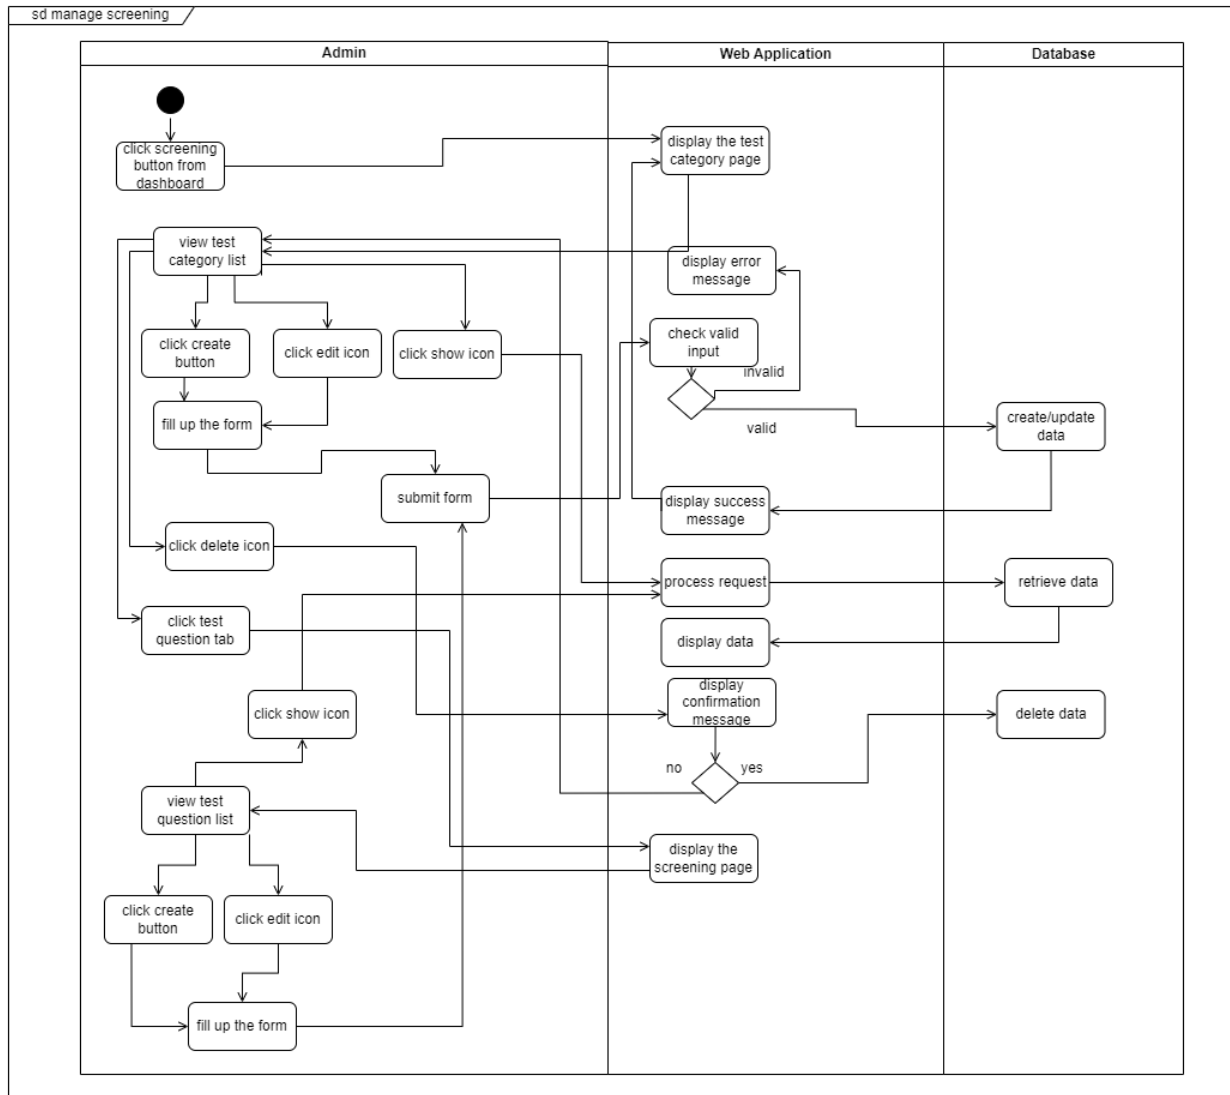 sd manage screening
Admin
Web Application
Database
click screening
button from
dashboard
display the test
category page
view test
category list
display error
message
click create
button
click edit icon
click show icon
check valid
input
invalid
fill up the form
valid
create/update
data
submit form
display success
message
click delete icon
process request
retrieve data
click test
question tab
display data
click show icon
display
confirmation
message
delete data
no
yes
view test
question list
display the
screening page
click create
button
click edit icon
fill up the form